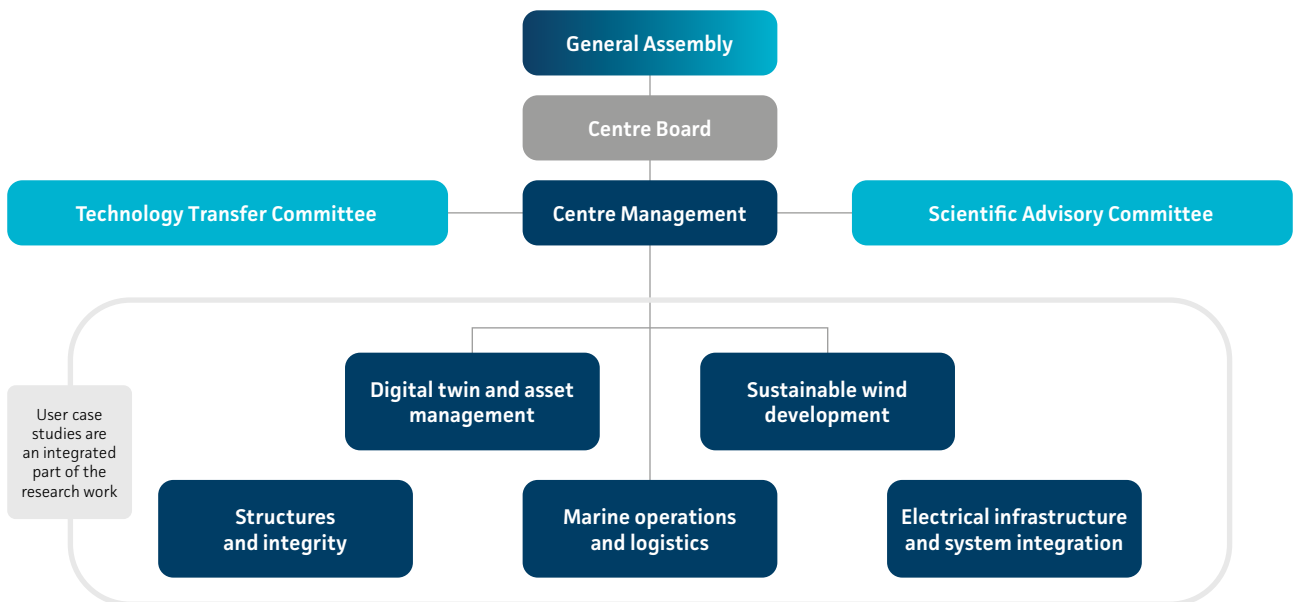 General Assembly
Centre Board
Technology Transfer Committee
Centre Management
Scientific Advisory Committee
Digital twin and asset
management
Sustainable wind
development
User case
studies are
an integrated
part of the
research work
Structures
and integrity
Marine operations
and logistics
Electrical infrastructure
and system integration